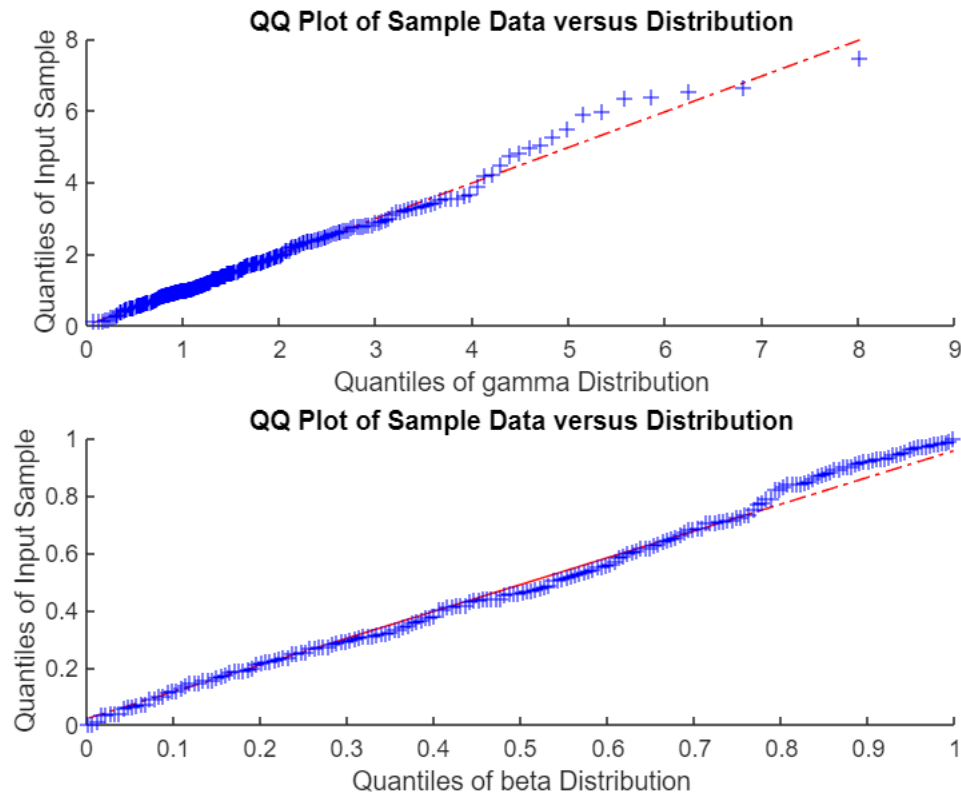 QQ Plot of Sample Data versus Distribution
8
6
4
2
0
Quantiles of Input Sample
0 1 2 3 4 5 6 7 8 9
Quantiles of gamma Distribution
QQ Plot of Sample Data versus Distribution
1
0.8
0.6
0.4
0.2
0
Quantiles of Input Sample
0 0.1 0.2 0.3 0.4 0.5 0.6 0.7 0.8 0.9 1
Quantiles of beta Distribution